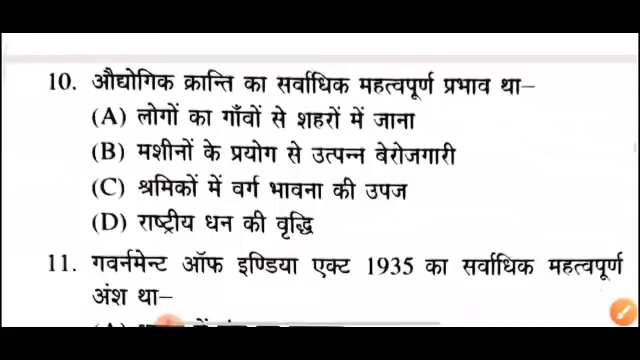 10. औद्योगिक क्रान्ति का सर्वाधिक महत्वपूर्ण प्रभाव था–
(A) लोगों का गाँवों से शहरों में जाना
(B) मशीनों के प्रयोग से उत्पन्न बेरोजगारी
(C) श्रमिकों में वर्ग भावना की उपज
(D) राष्ट्रीय धन की वृद्धि
11. गवर्नमेन्ट ऑफ इण्डिया एक्ट 1935 का सर्वाधिक महत्वपूर्ण
अंश था–